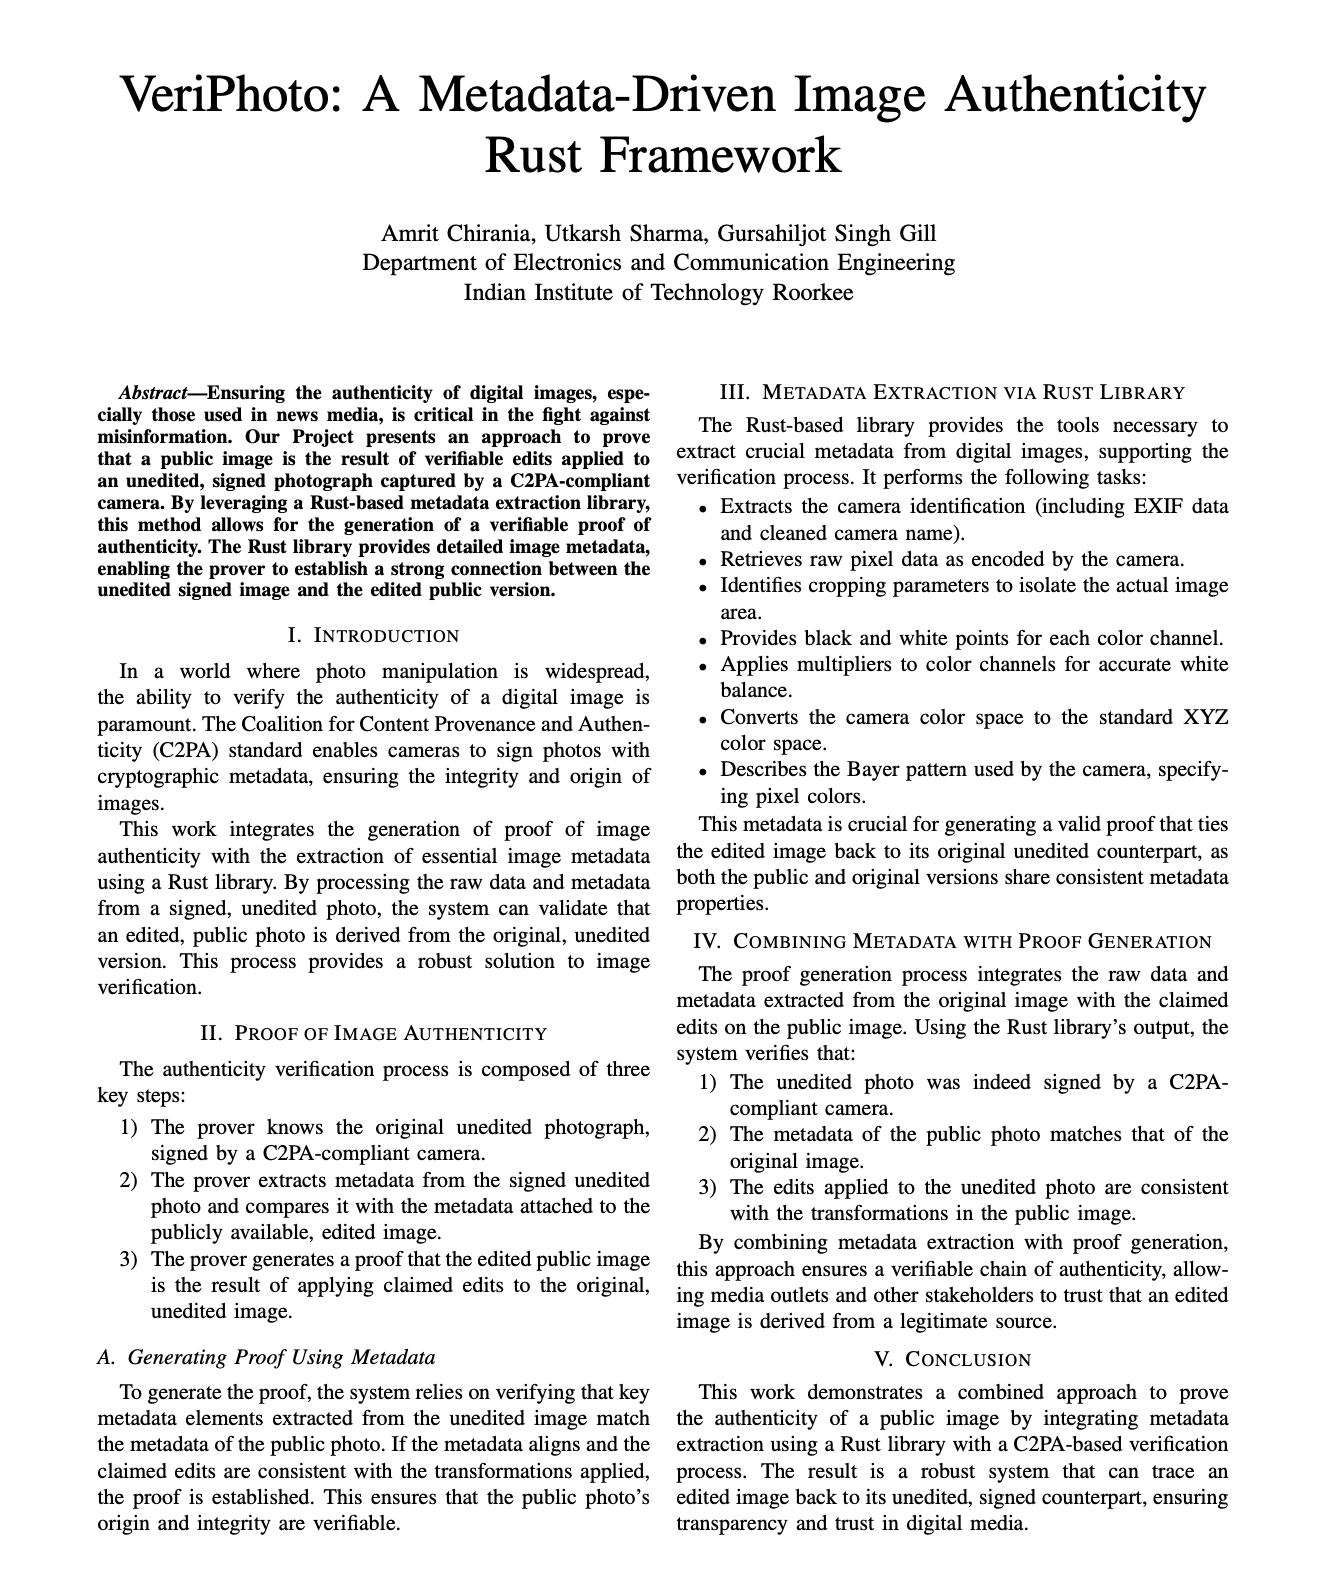 VeriPhoto: A Metadata-Driven Image Authenticity
Rust Framework
Amrit Chirania, Utkarsh Sharma, Gursahiljot Singh Gill
Department of Electronics and Communication Engineering
Indian Institute of Technology Roorkee
Abstract—Ensuring the authenticity of digital images, espe-
cially those used in news media, is critical in the fight against
misinformation. Our Project presents an approach to prove
that a public image is the result of verifiable edits applied to
an unedited, signed photograph captured by a C2PA-compliant
camera. By leveraging a Rust-based metadata extraction library,
this method allows for the generation of a verifiable proof of
authenticity. The Rust library provides detailed image metadata,
enabling the prover to establish a strong connection between the
unedited signed image and the edited public version.
I. INTRODUCTION
In a world where photo manipulation is widespread,
the ability to verify the authenticity of a digital image is
paramount. The Coalition for Content Provenance and Authen-
ticity (C2PA) standard enables cameras to sign photos with
cryptographic metadata, ensuring the integrity and origin of
images.
This work integrates the generation of proof of image
authenticity with the extraction of essential image metadata
using a Rust library. By processing the raw data and metadata
from a signed, unedited photo, the system can validate that
an edited, public photo is derived from the original, unedited
version. This process provides a robust solution to image
verification.
II. PROOF OF IMAGE AUTHENTICITY
The authenticity verification process is composed of three
key steps:
1) The prover knows the original unedited photograph,
signed by a C2PA-compliant camera.
2) The prover extracts metadata from the signed unedited
photo and compares it with the metadata attached to the
publicly available, edited image.
3) The prover generates a proof that the edited public image
is the result of applying claimed edits to the original,
unedited image.
A. Generating Proof Using Metadata
To generate the proof, the system relies on verifying that key
metadata elements extracted from the unedited image match
the metadata of the public photo. If the metadata aligns and the
claimed edits are consistent with the transformations applied,
the proof is established. This ensures that the public photo's
origin and integrity are verifiable.
III. METADATA EXTRACTION VIA RUST LIBRARY
The Rust-based library provides the tools necessary to
extract crucial metadata from digital images, supporting the
verification process. It performs the following tasks:
• Extracts the camera identification (including EXIF data
and cleaned camera name).
• Retrieves raw pixel data as encoded by the camera.
• Identifies cropping parameters to isolate the actual image
area.
• Provides black and white points for each color channel.
• Applies multipliers to color channels for accurate white
balance.
• Converts the camera color space to the standard XYZ
color space.
• Describes the Bayer pattern used by the camera, specify-
ing pixel colors.
This metadata is crucial for generating a valid proof that ties
the edited image back to its original unedited counterpart, as
both the public and original versions share consistent metadata
properties.
IV. COMBINING METADATA WITH PROOF GENERATION
The proof generation process integrates the raw data and
metadata extracted from the original image with the claimed
edits on the public image. Using the Rust library's output, the
system verifies that:
1) The unedited photo was indeed signed by a C2PA-
compliant camera.
2) The metadata of the public photo matches that of the
original image.
3) The edits applied to the unedited photo are consistent
with the transformations in the public image.
By combining metadata extraction with proof generation,
this approach ensures a verifiable chain of authenticity, allow-
ing media outlets and other stakeholders to trust that an edited
image is derived from a legitimate source.
V. CONCLUSION
This work demonstrates a combined approach to prove
the authenticity of a public image by integrating metadata
extraction using a Rust library with a C2PA-based verification
process. The result is a robust system that can trace an
edited image back to its unedited, signed counterpart, ensuring
transparency and trust in digital media.